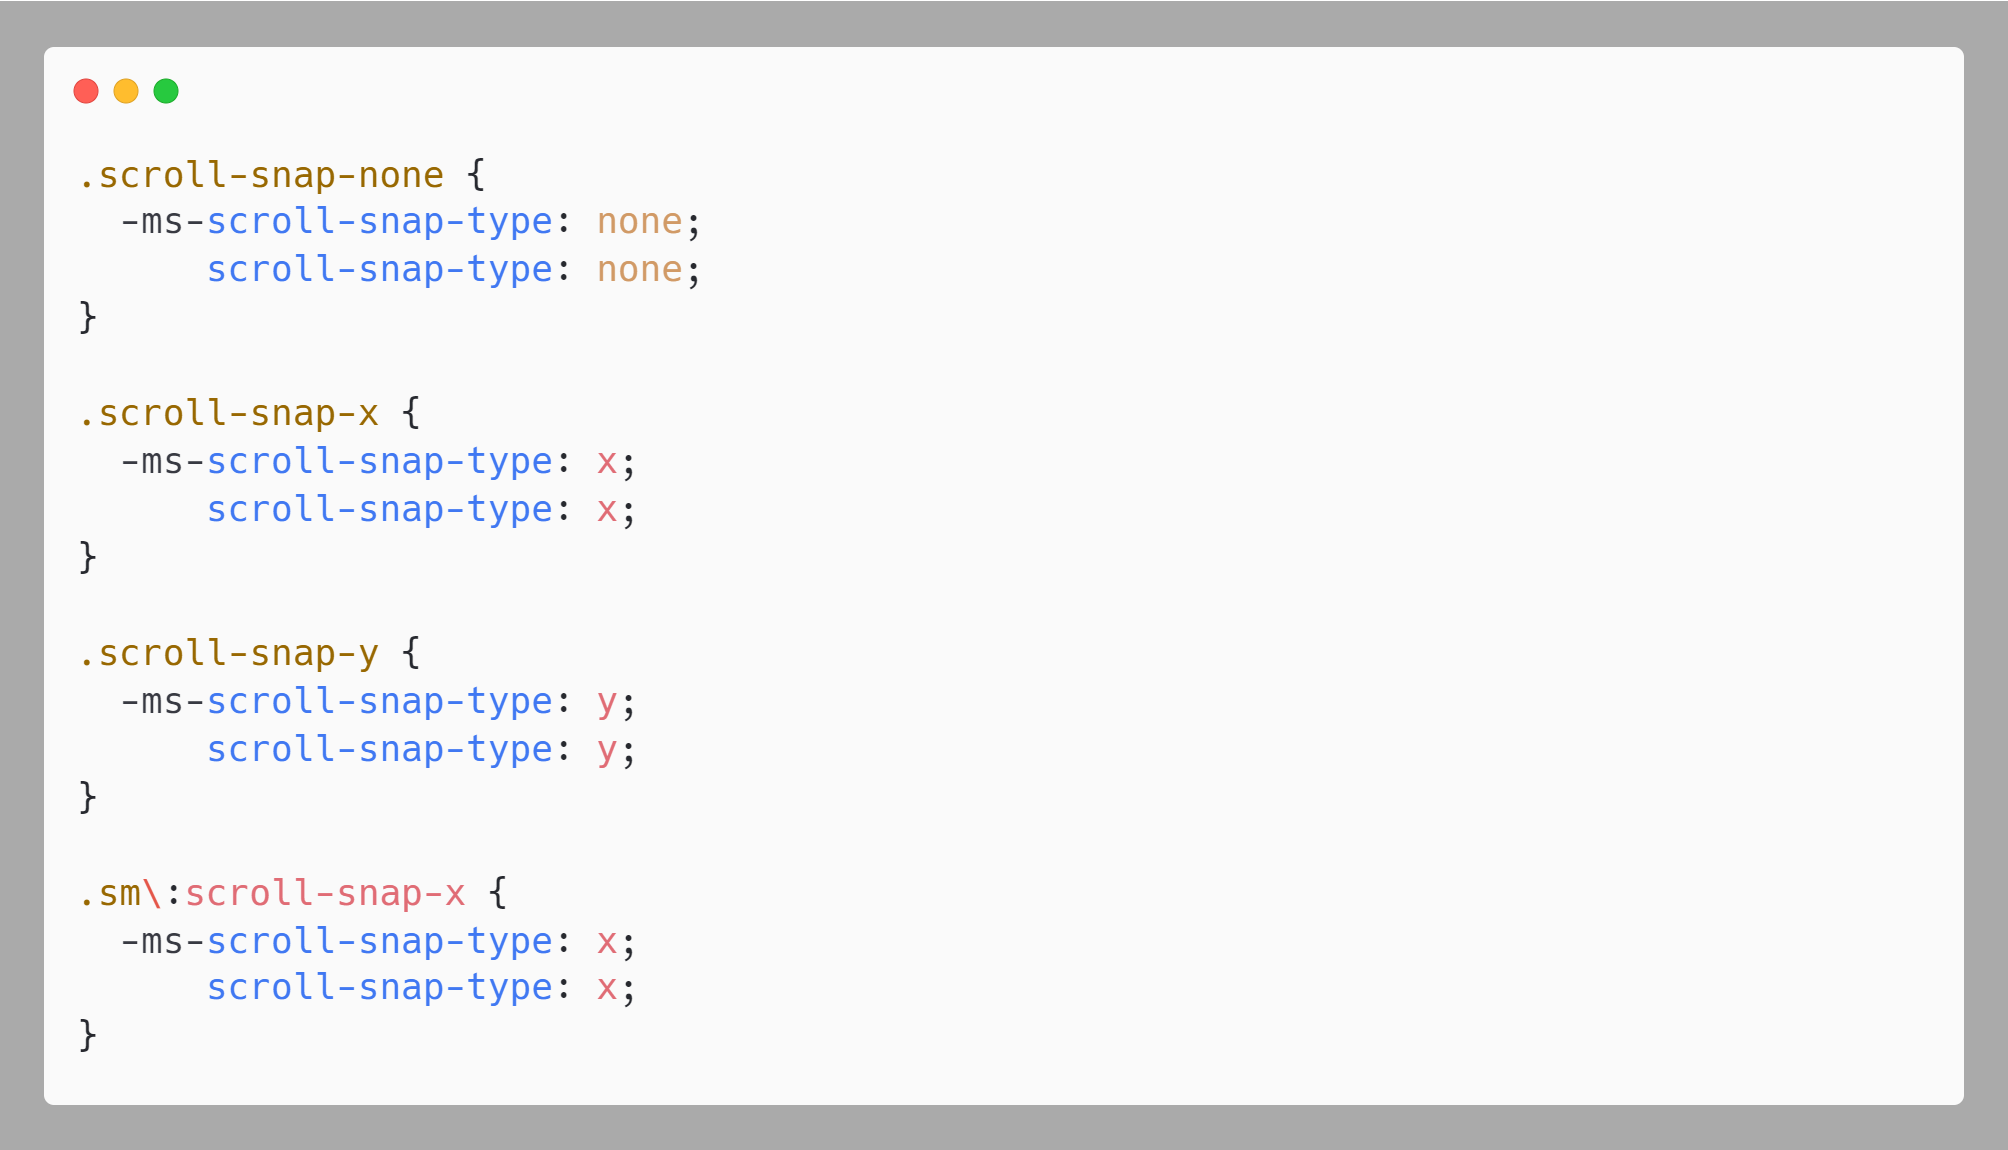 .scroll-snap-none {
  -ms-scroll-snap-type: none;
      scroll-snap-type: none;
}

.scroll-snap-x {
  -ms-scroll-snap-type: x;
      scroll-snap-type: x;
}

.scroll-snap-y {
  -ms-scroll-snap-type: y;
      scroll-snap-type: y;
}

.sm\:scroll-snap-x {
  -ms-scroll-snap-type: x;
      scroll-snap-type: x;
}